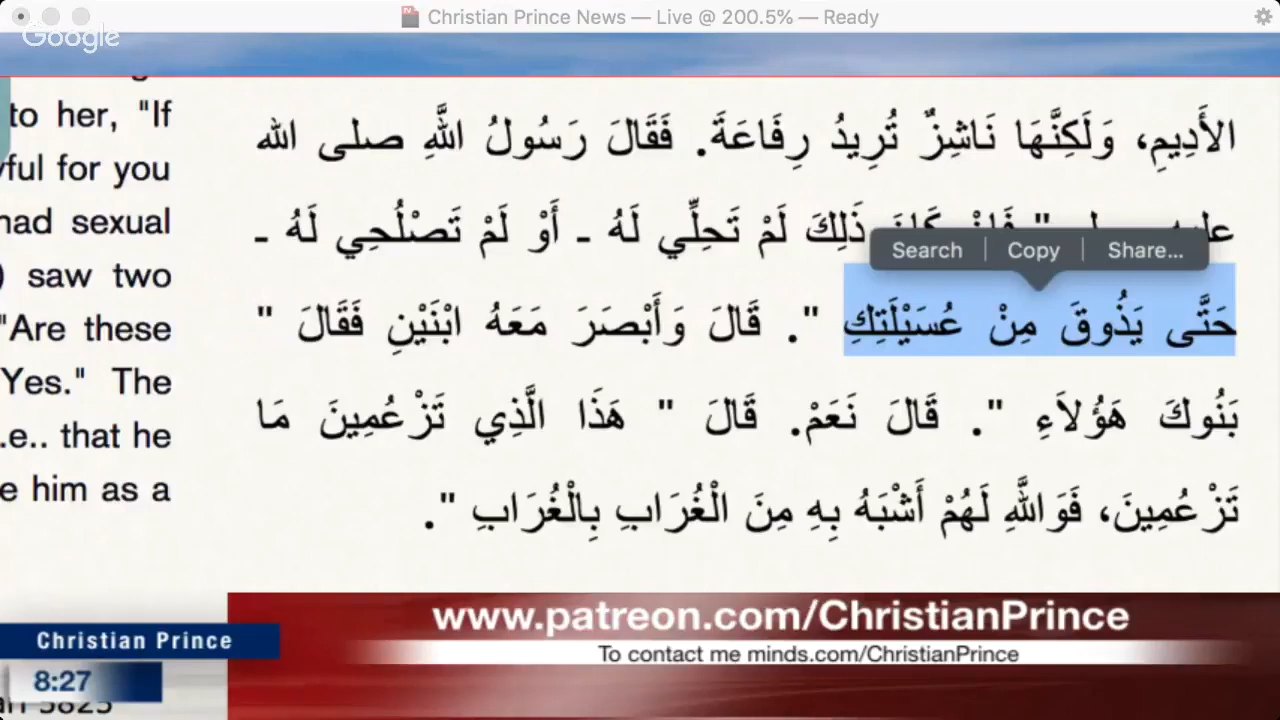 Christian Prince News — Live @ 200.5% — Ready
Google
to her, "If
ful for you
had sexual
) saw two
"Are these
Yes." The
.e.. that he
e him as a
الأَدِيمِ، وَلَكِنَّهَا نَاشِزٌ تُرِيدُ رِفَاعَةَ. فَقَالَ رَسُولُ اللَّهِ صلى الله
ذَلِكَ لَمْ تَحِلِّي لَهُ ـ أَوْ لَمْ تَصْلُحِي لَهُ ـ
Search Copy Share...
حَتَّى يَذُوقَ مِنْ عُسَيْلَتِكِ ". قَالَ وَأَبْصَرَ مَعَهُ ابْنَيْنِ فَقَالَ "
بَنُوكَ هَؤُلاَءِ ". قَالَ نَعَمْ. قَالَ " هَذَا الَّذِي تَزْعُمِينَ مَا
تَزْعُمِينَ، فَوَاللَّهِ لَهُمْ أَشْبَهُ بِهِ مِنَ الْغُرَابِ بِالْغُرَابِ ".
www.patreon.com/ChristianPrince
To contact me minds.com/ChristianPrince
Christian Prince
8:27
5825